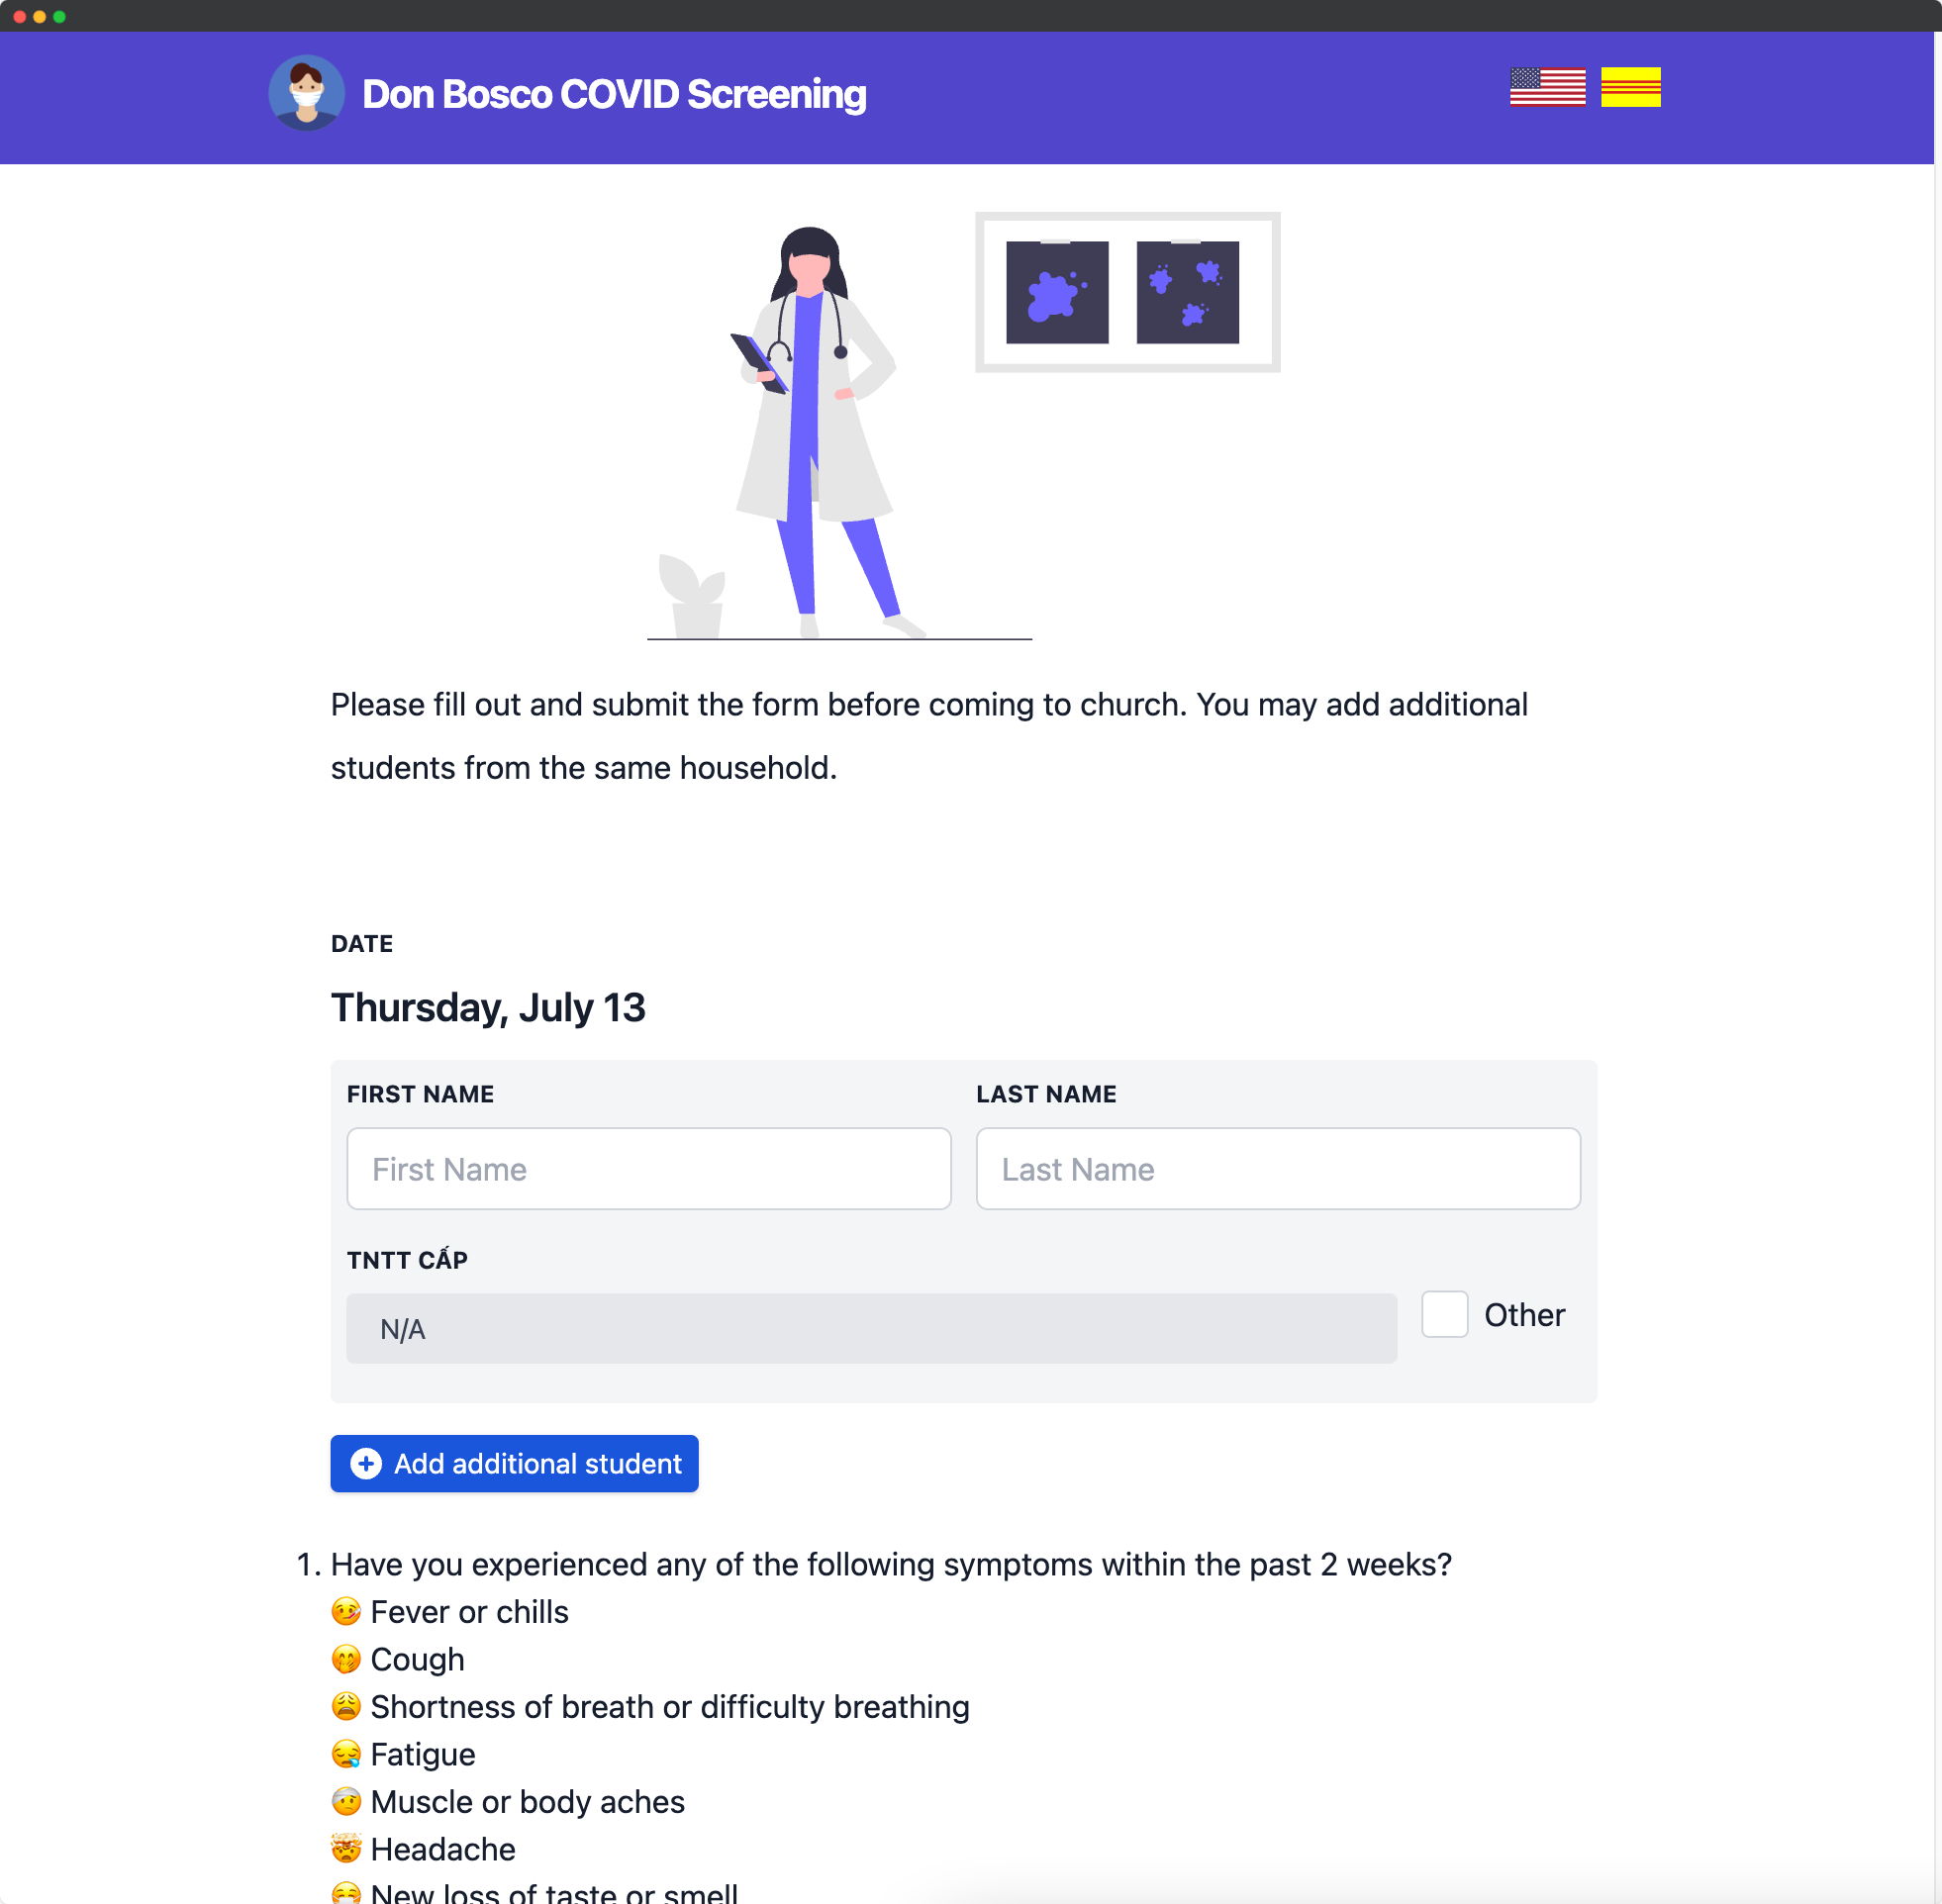 Don Bosco COVID Screening
Please fill out and submit the form before coming to church. You may add additional
students from the same household.
DATE
Thursday, July 13
FIRST NAME
LAST NAME
First Name
Last Name
TNTT CẤP
N/A
Other
Add additional student
1. Have you experienced any of the following symptoms within the past 2 weeks?
🤒 Fever or chills
🤭 Cough
😩 Shortness of breath or difficulty breathing
😪 Fatigue
🤕 Muscle or body aches
🤯 Headache
😷 New loss of taste or smell